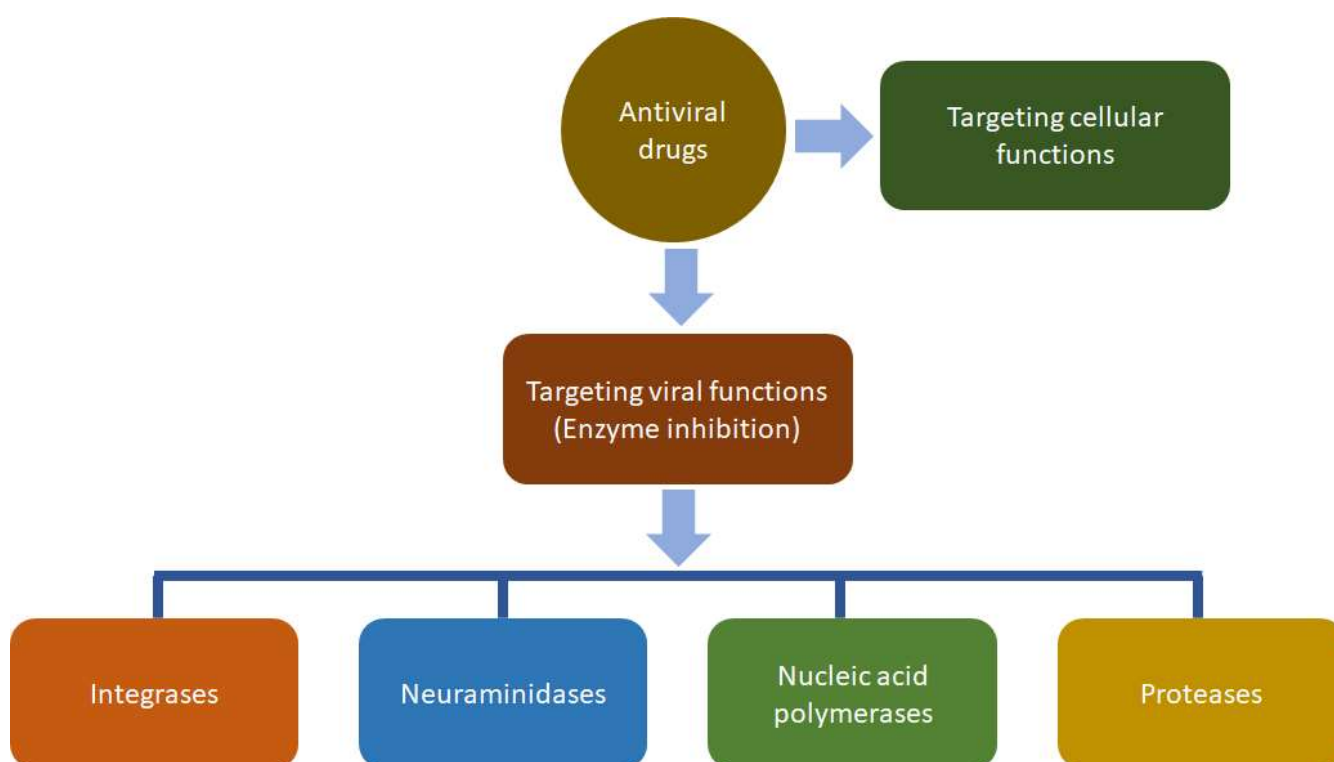 Antiviral
drugs
Targeting cellular
functions
Targeting viral functions
(Enzyme inhibition)
Integrases
Neuraminidases
Nucleic acid
polymerases
Proteases